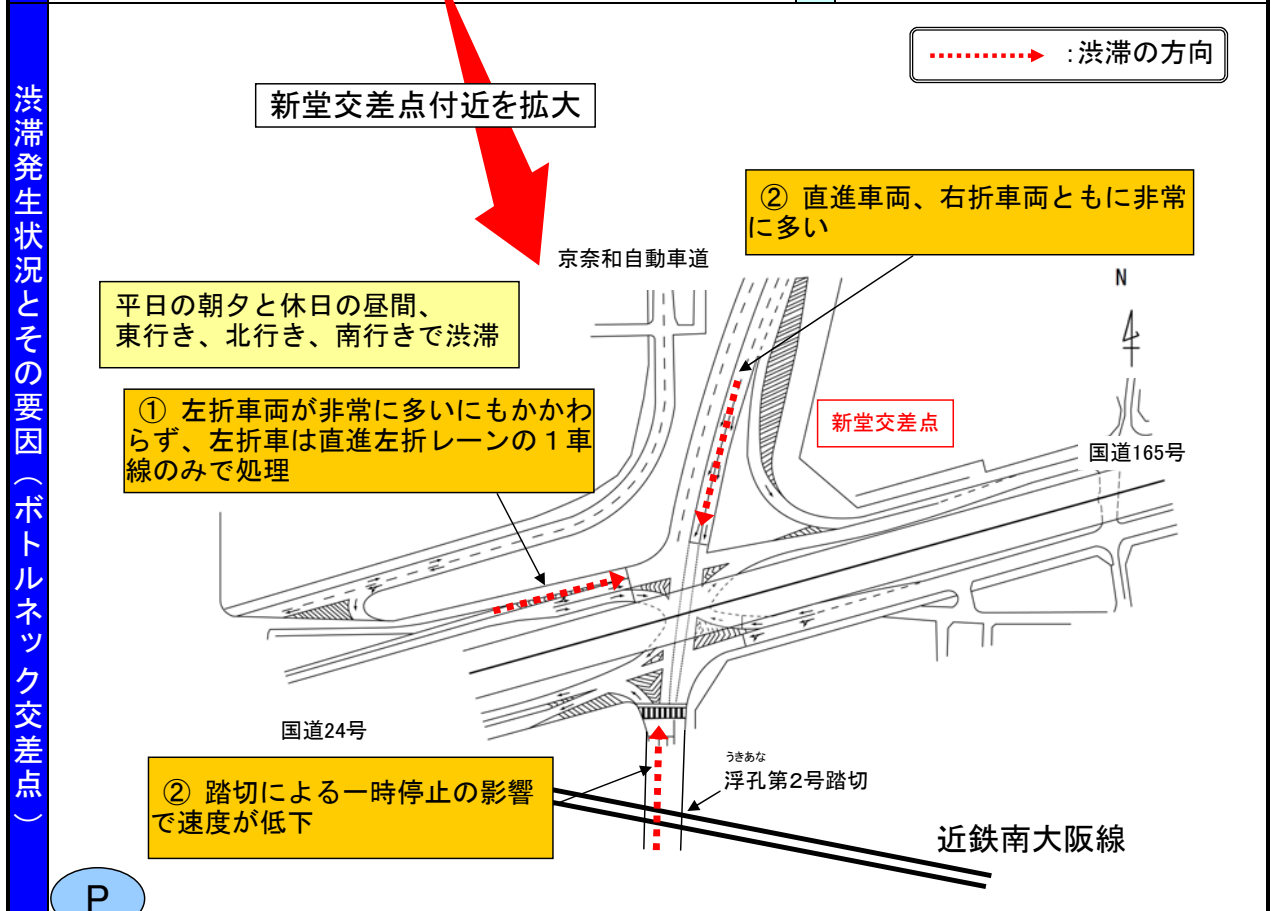 渋滞発生状況とその要因（ボトルネック交差点）
：渋滞の方向
新堂交差点付近を拡大
② 直進車両、右折車両ともに非常
に多い
京奈和自動車道
N
平日の朝夕と休日の昼間、
東行き、北行き、南行きで渋滞
① 左折車両が非常に多いにもかかわ
らず、左折車は直進左折レーンの１車
線のみで処理
新堂交差点
国道165号
国道24号
うきあな
浮孔第２号踏切
② 踏切による一時停止の影響
で速度が低下
近鉄南大阪線
P